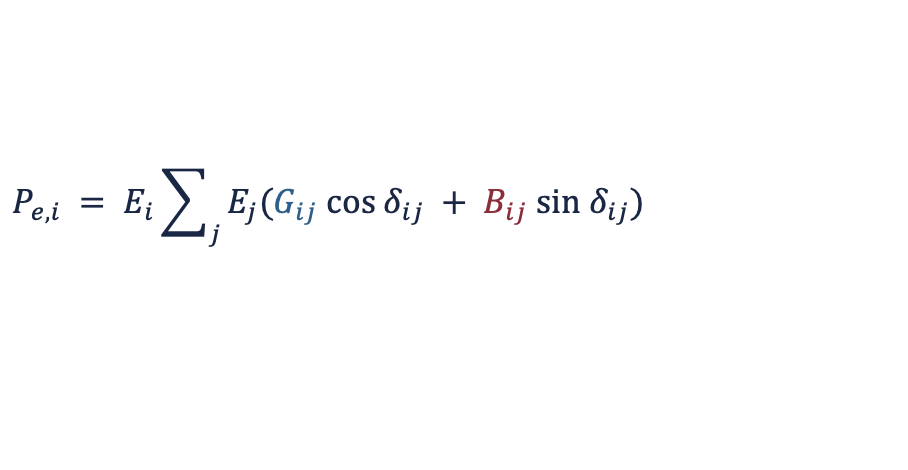 P_{e,i} = E_i ∑_j E_j(G_{ij} cos δ_{ij} + B_{ij} sin δ_{ij})